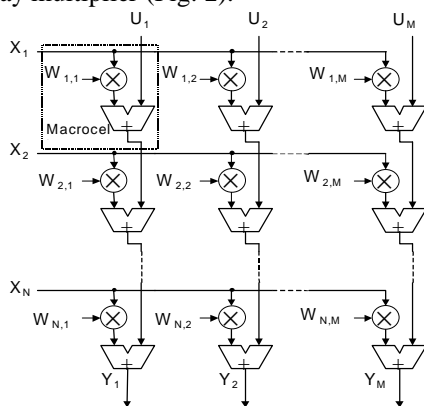 ay multiplier (Fig. 2).
U1 U2 UM
X1
W1,1 W1,2 W1,M
Macrocel
X2
W2,1 W2,2 W2,M
XN
WN,1 WN,2 WN,M
Y1 Y2 YM